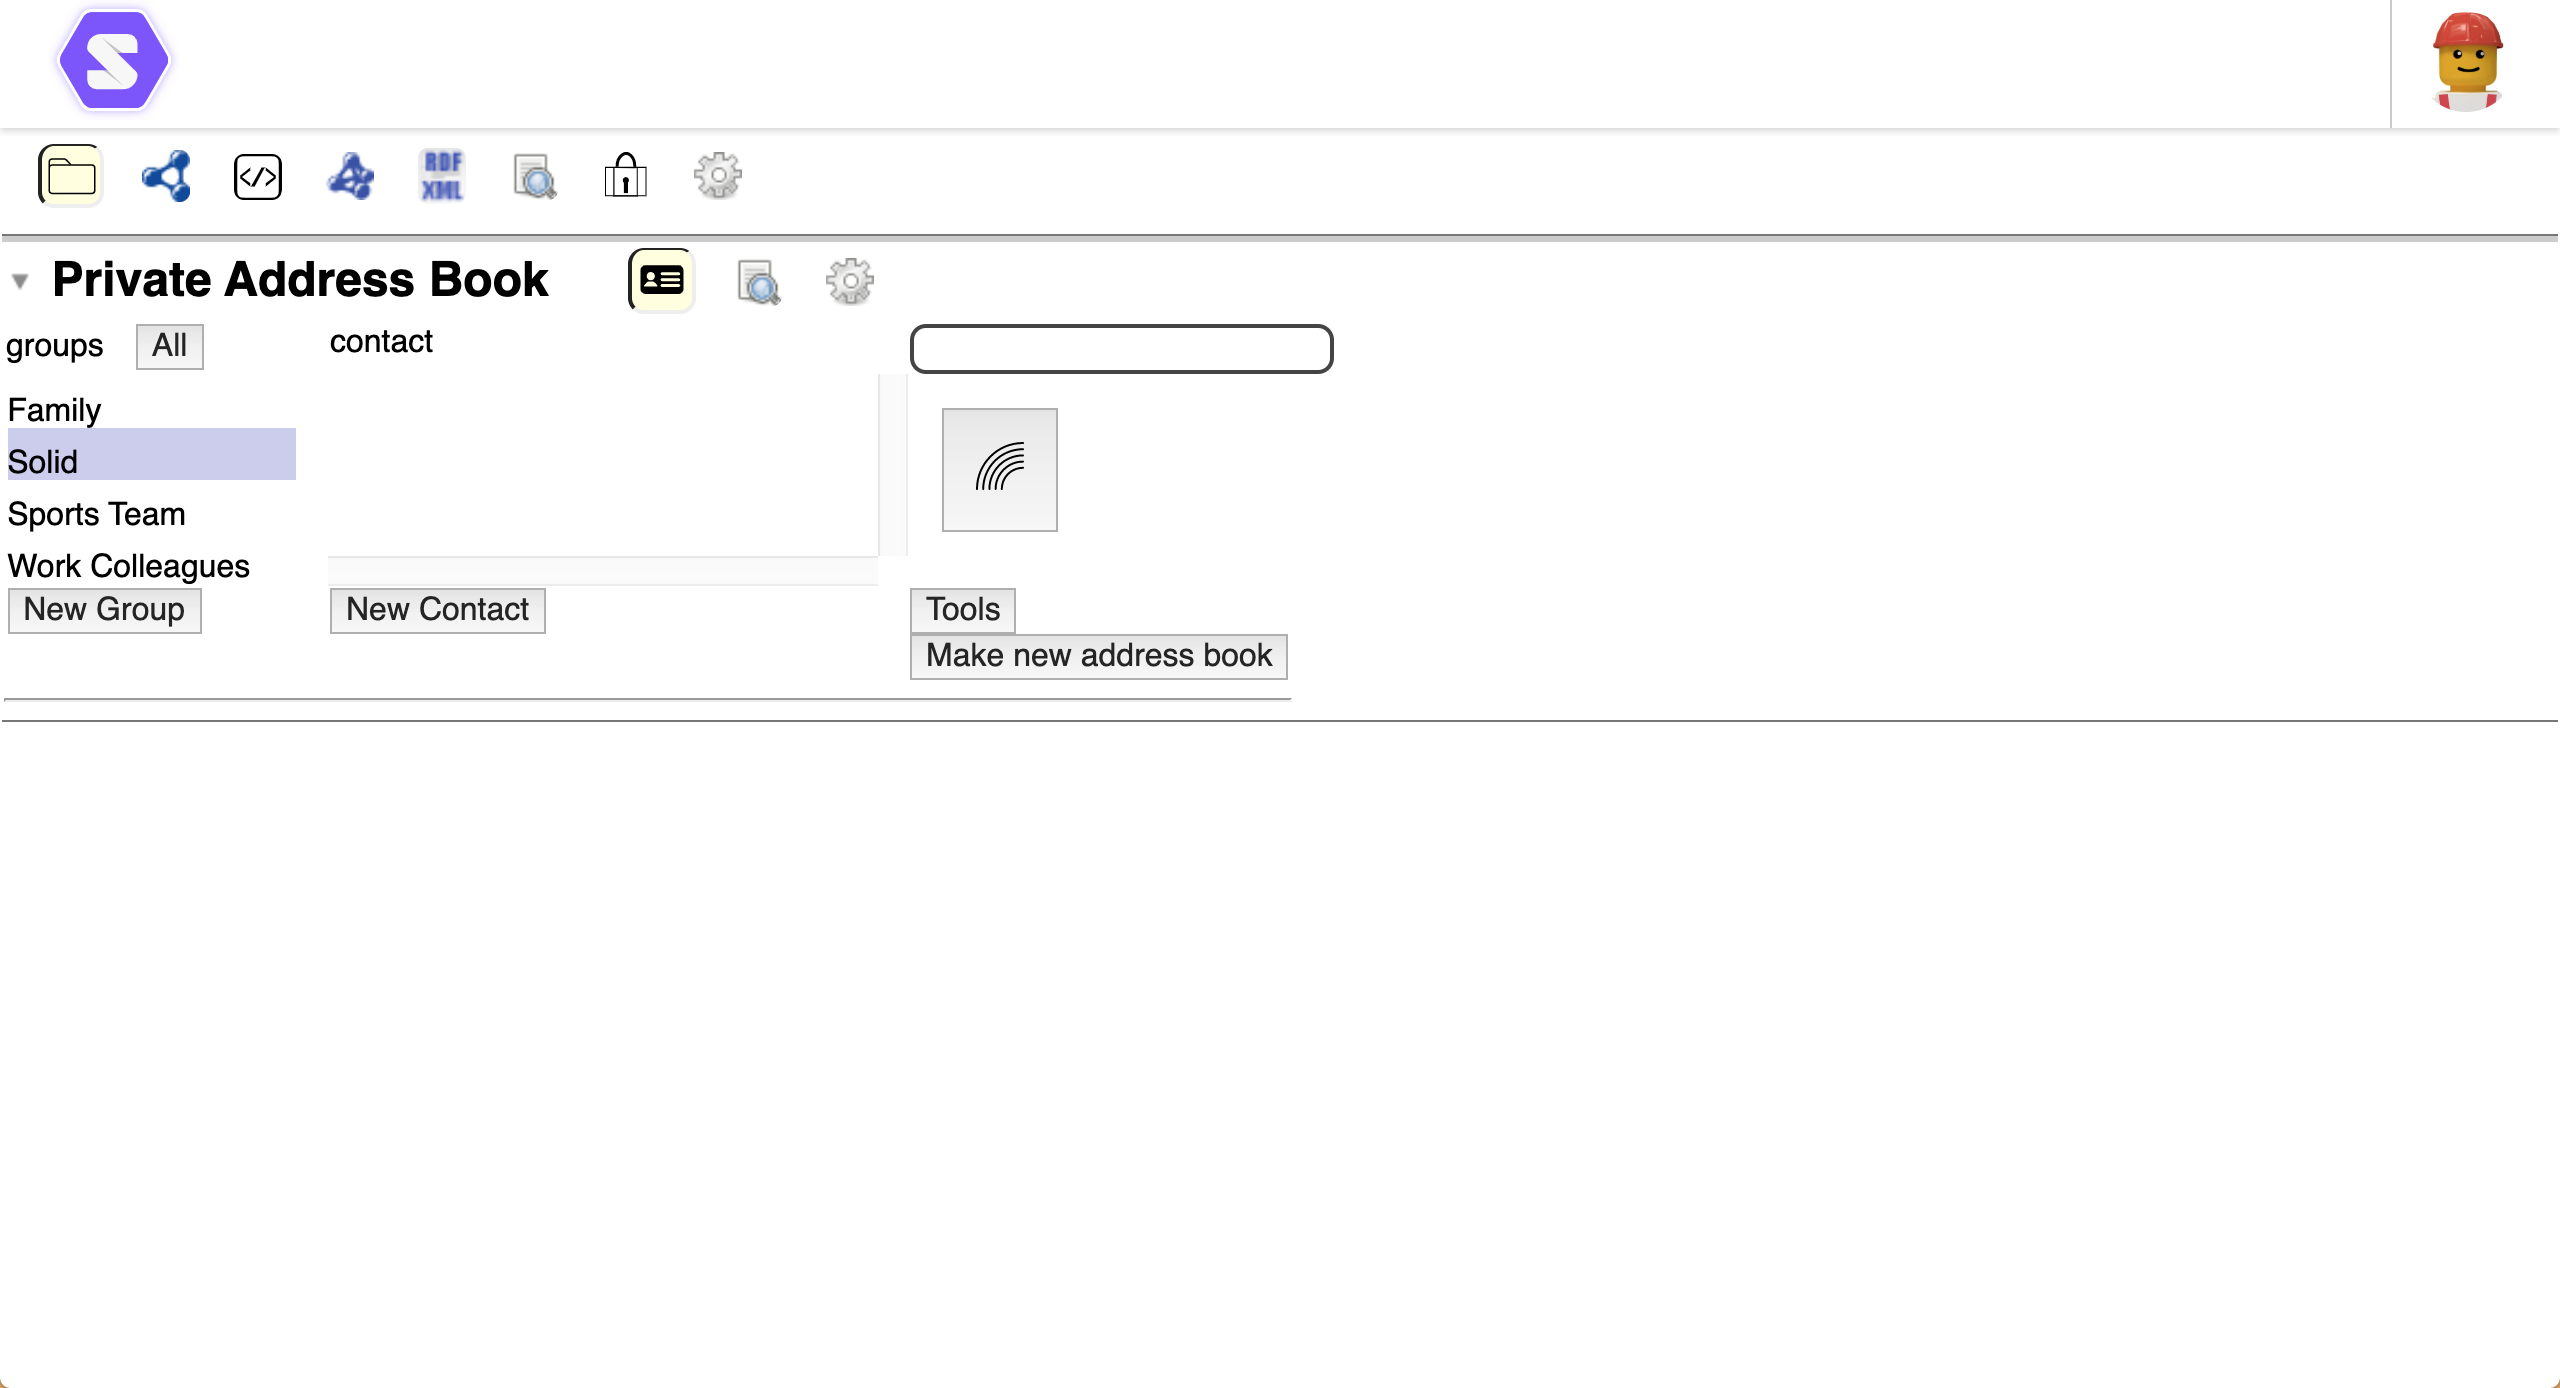 S
</>
RDF
XML
Private Address Book
groups All contact
Family
Solid
Sports Team
Work Colleagues
New Group New Contact Tools
Make new address book